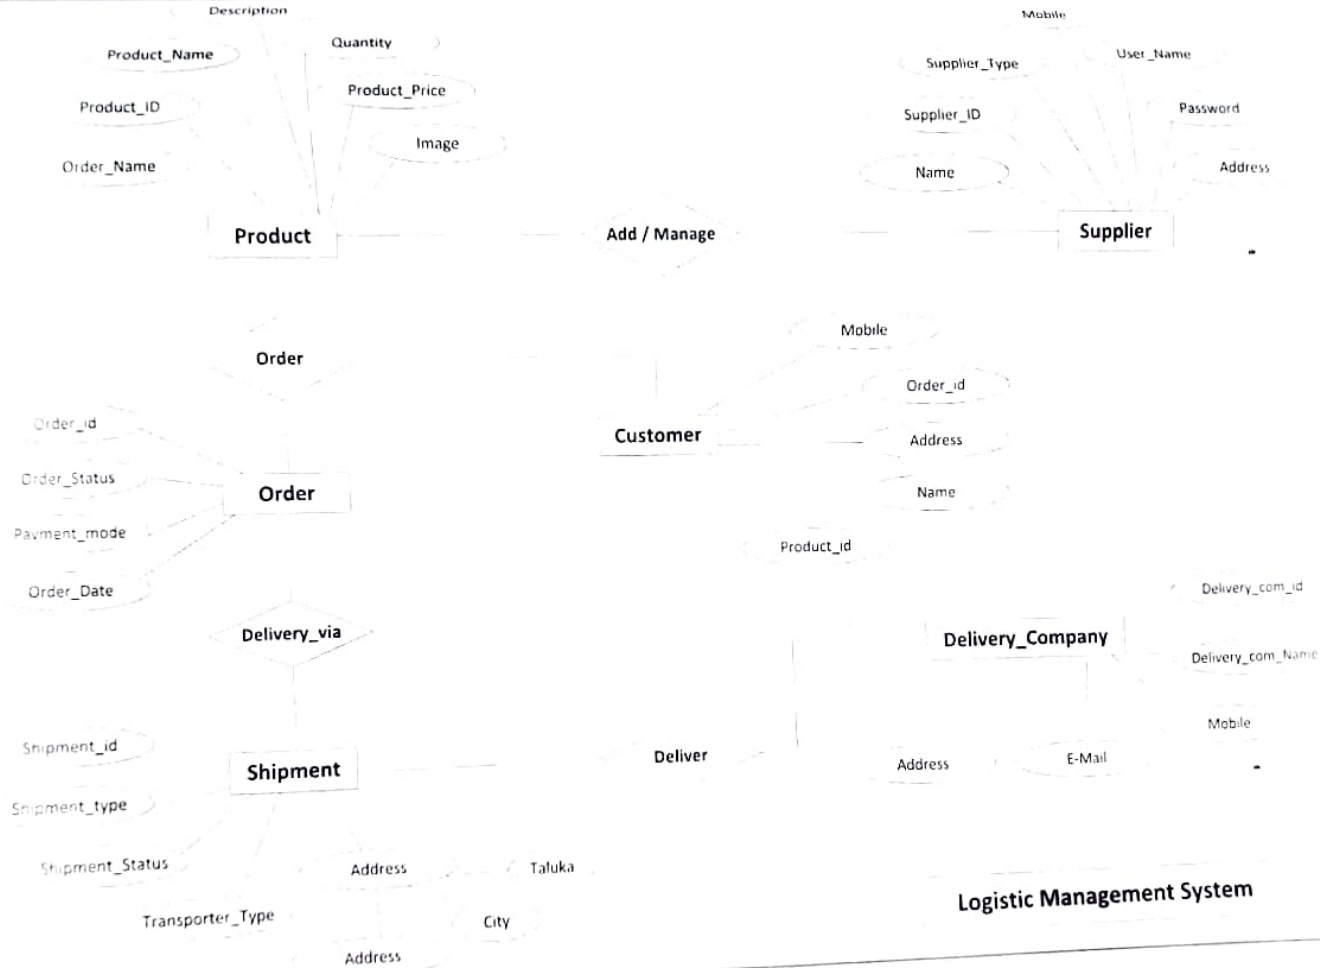 Description
Product_Name
Quantity
Product_Price
Product_ID
Image
Order_Name
Product
Add / Manage
Mobile
Supplier_Type
User_Name
Supplier_ID
Password
Name
Address
Supplier
Order
Mobile
Order_id
Customer
Address
Name
Product_id
Order_id
Order_Status
Order
Payment_mode
Order_Date
Delivery_via
Delivery_com_id
Delivery_Company
Delivery_com_Name
Mobile
E-Mail
Address
Deliver
Shipment_id
Shipment
Shipment_type
Shipment_Status
Address
Taluka
Transporter_Type
City
Address
Logistic Management System